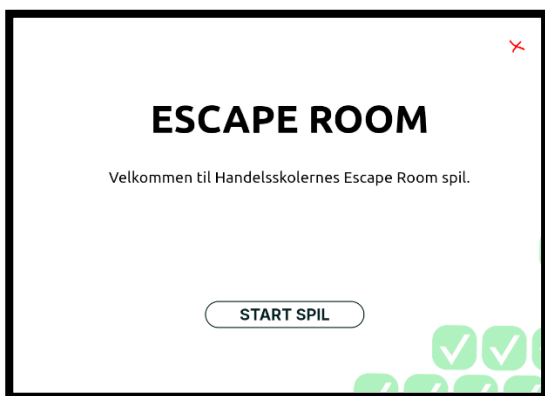 ESCAPE ROOM
Velkommen til Handelsskolernes Escape Room spil.
START SPIL